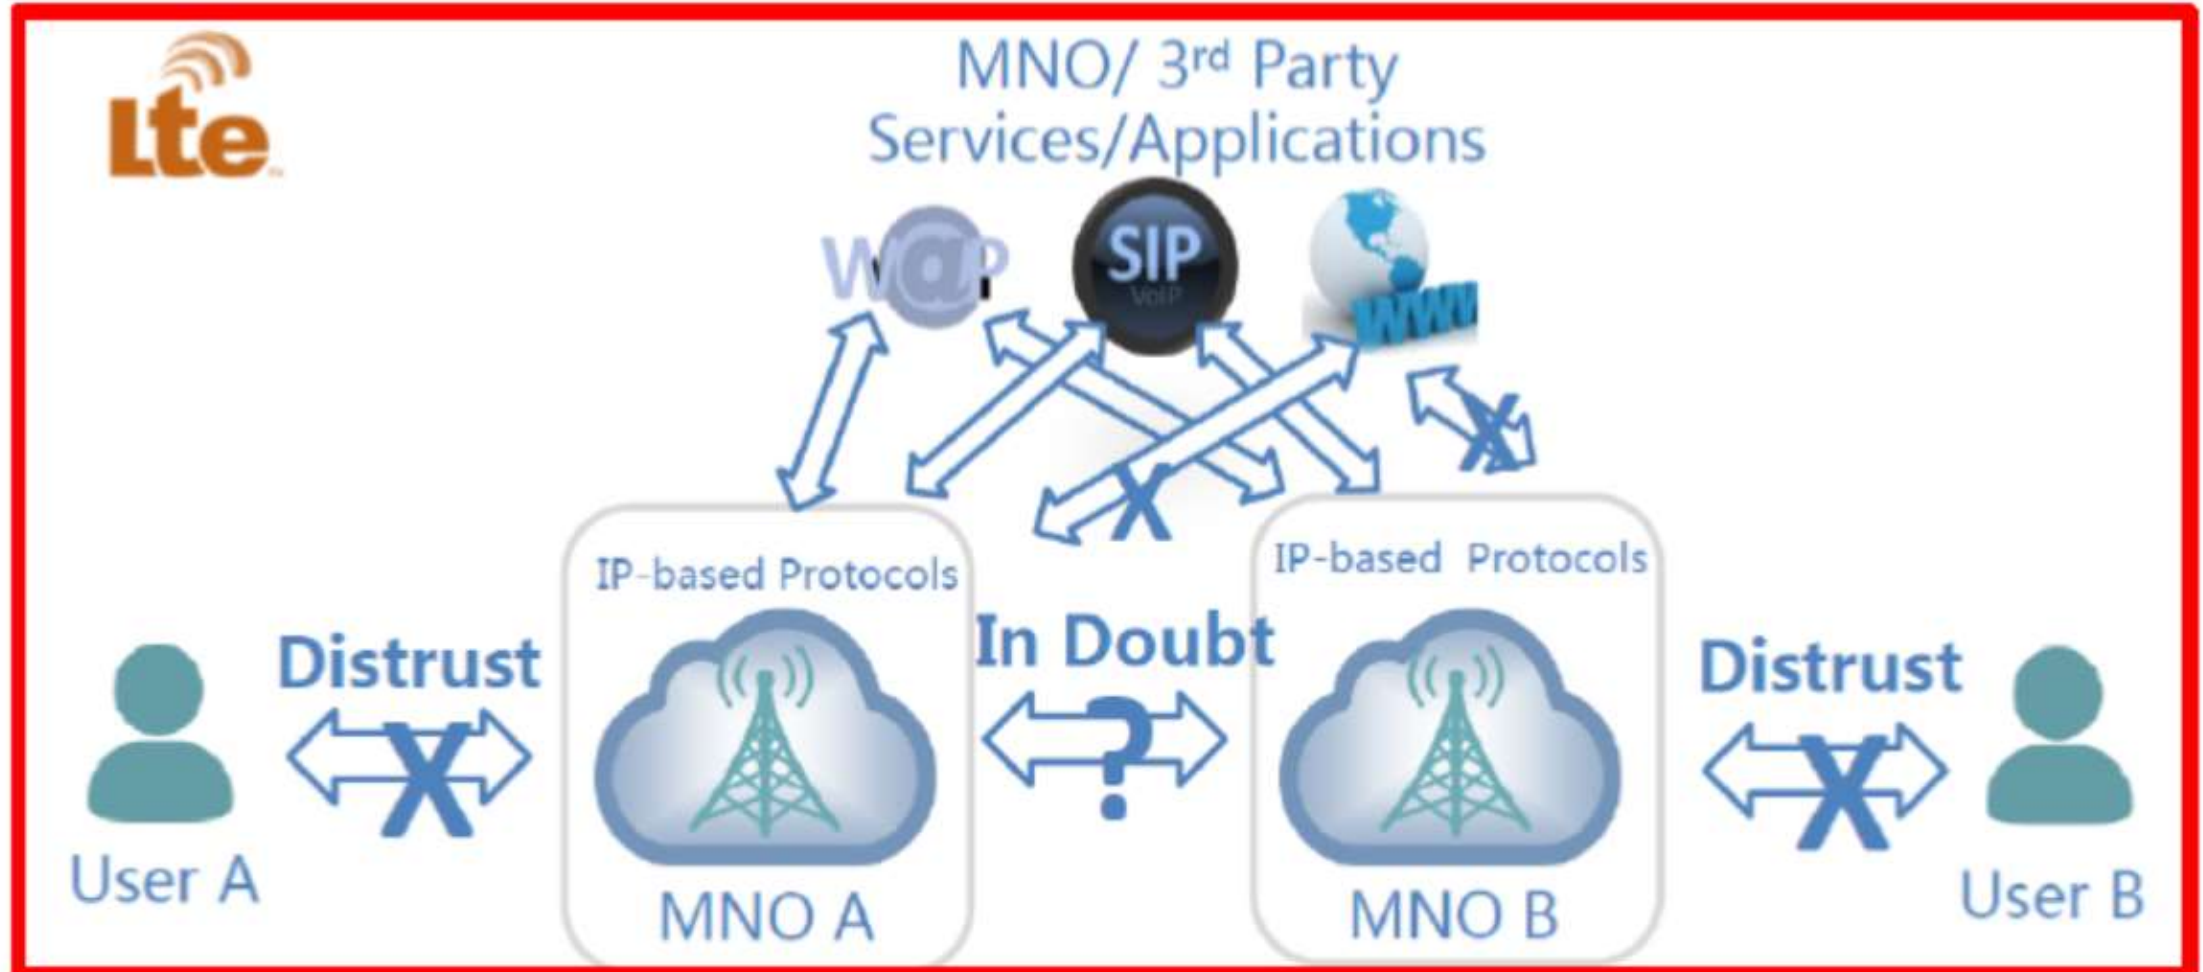 Lte
MNO/ 3rd Party
Services/Applications
W@P
SIP
VoIP
WWW
IP-based Protocols
IP-based Protocols
Distrust
In Doubt
Distrust
X
X
X
?
X
User A
MNO A
MNO B
User B